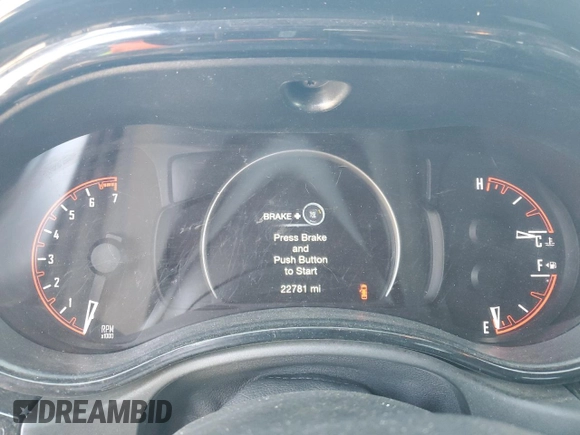 BRAKE +
Press Brake
and
Push Button
to Start
22781 mi
1
2
3
4
5
6
7
RPM
H
C
F
E
DREAMBID